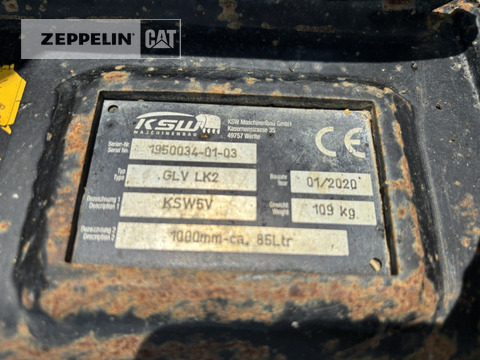 ZEPPELIN CAT
KSW
MASCHINENBAU
KSW Maschinenbau GmbH
Kasernenstrasse 35
49757 Werlte
CE
Serien-Nr.
Serial No.
1950034-01-03
Typ
Type
GLV LK2
Baujahr
Year
01/2020
Bezeichnung 1
Description 1
KSW5V
Gewicht
Weight
109 kg
Bezeichnung 2
Description 2
1000mm-ca. 85Ltr